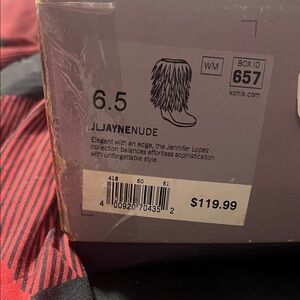 WM
BOX ID
657
kohls.com
6.5
JLJAYNENUDE
Elegant with an edge, the Jennifer Lopez
collection balances effortless sophistication
with unforgettable style.
418 60 61
4 00920 70435 2
$119.99